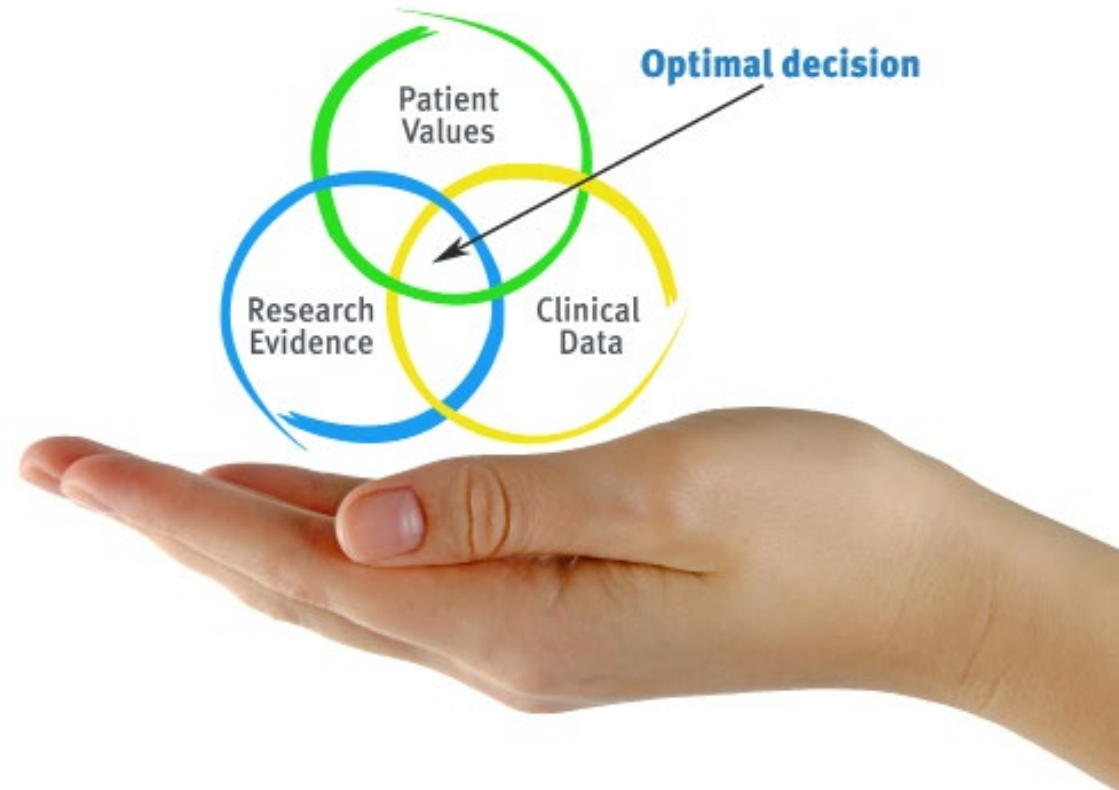 Optimal decision
Patient
Values
Research
Evidence
Clinical
Data